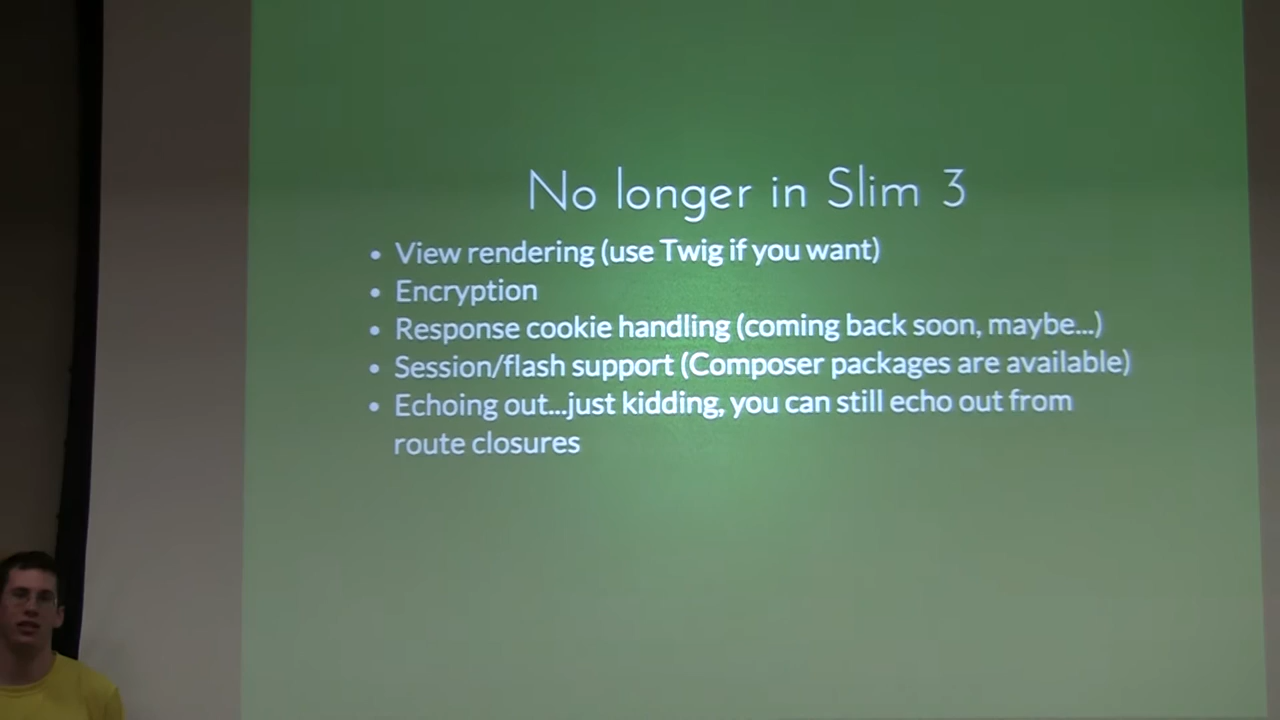 No longer in Slim 3
• View rendering (use Twig if you want)
• Encryption
• Response cookie handling (coming back soon, maybe...)
• Session/flash support (Composer packages are available)
• Echoing out...just kidding, you can still echo out from
route closures